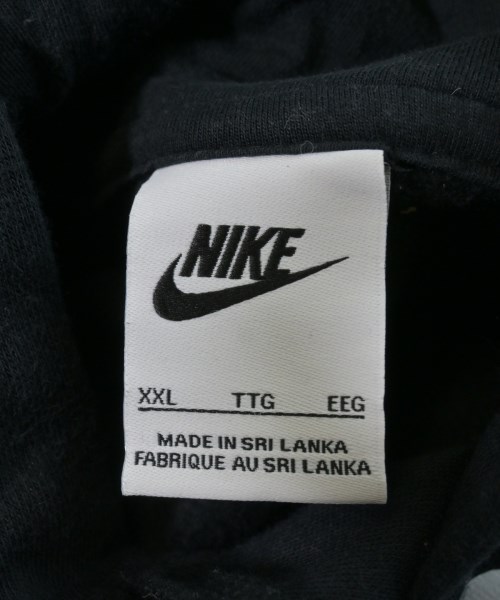 NIKE
XXL TTG EEG
MADE IN SRI LANKA
FABRIQUE AU SRI LANKA